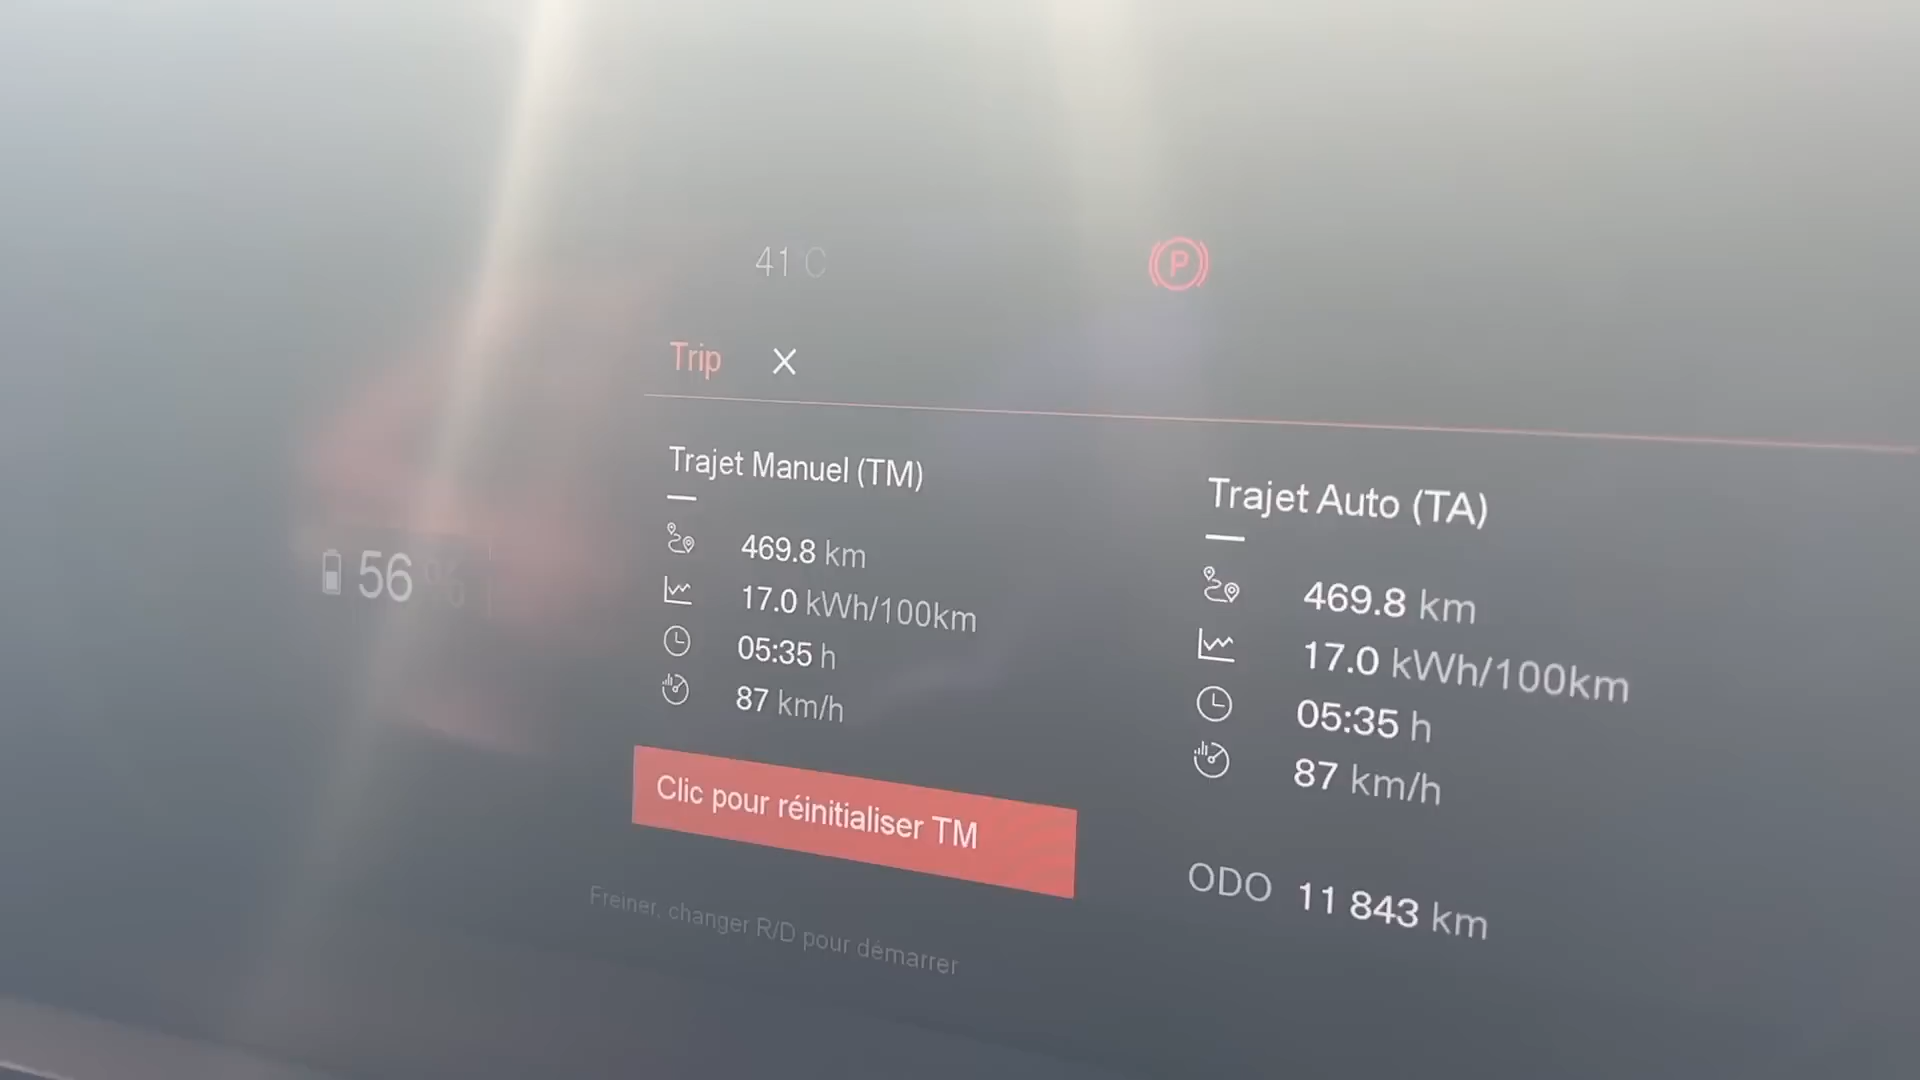 41 C
P
Trip X
56 %
Trajet Manuel (TM)
469.8 km
17.0 kWh/100km
05:35 h
87 km/h
Clic pour réinitialiser TM
Freiner, changer R/D pour démarrer
Trajet Auto (TA)
469.8 km
17.0 kWh/100km
05:35 h
87 km/h
ODO 11 843 km